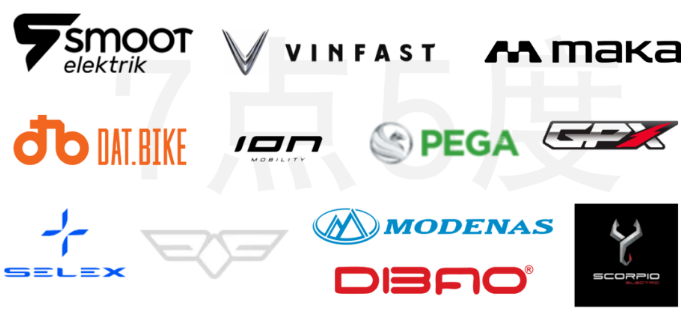 SMOOT
elektrik
VINFAST
maka
7点5度
DAT.BIKE
ION
MOBILITY
PEGA
GPX
SELEX
MODENAS
DIBAO®
SCORPIO
ELECTRIC